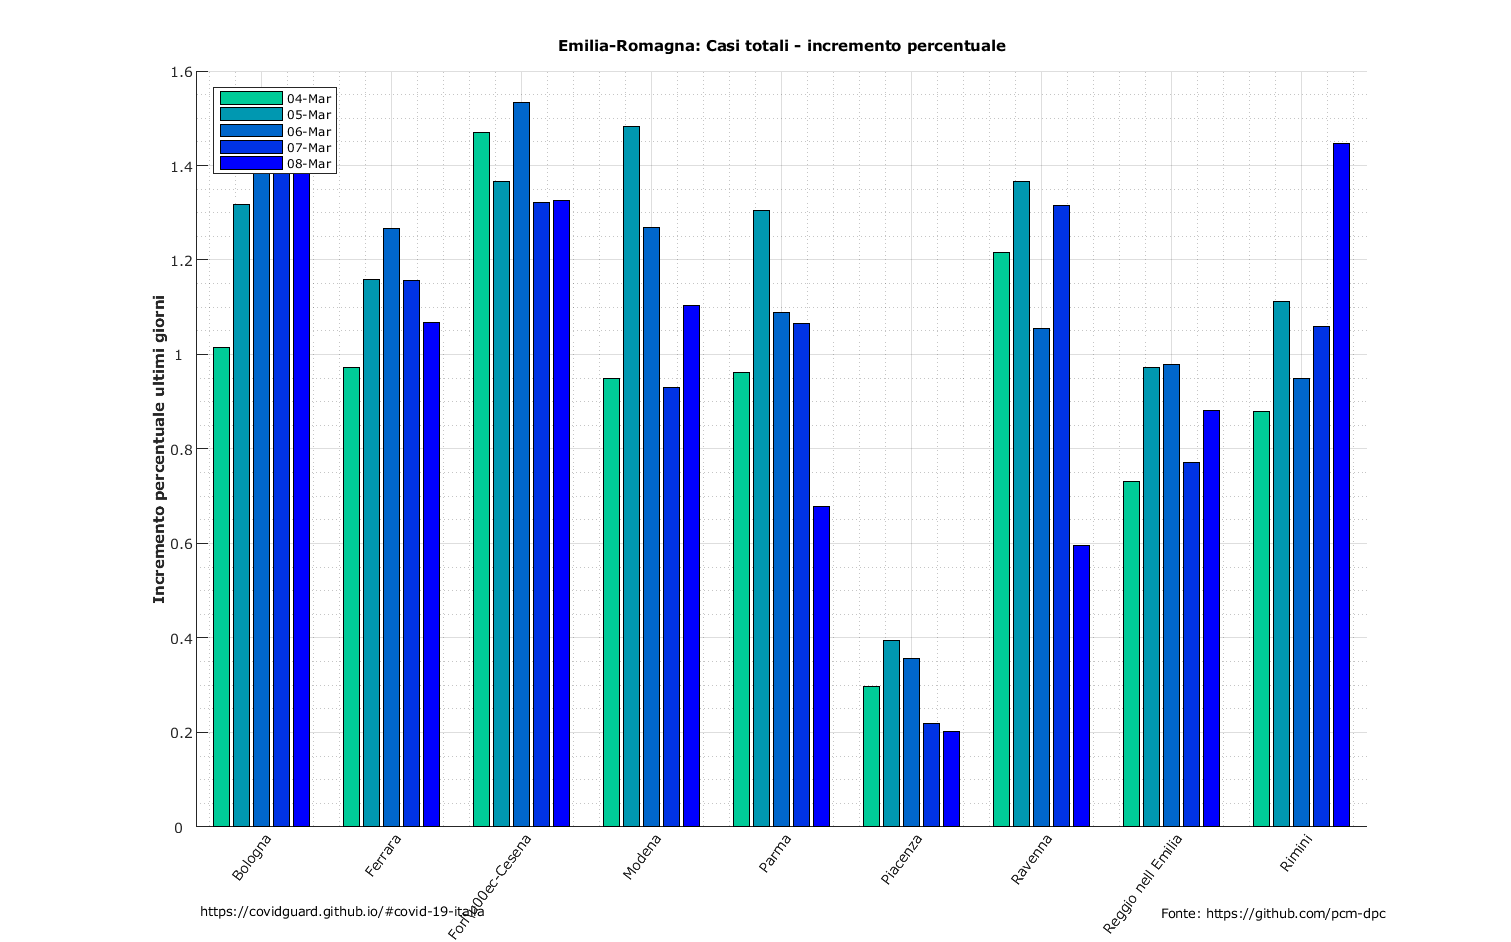 Emilia-Romagna: Casi totali - incremento percentuale
Incremento percentuale ultimi giorni
1.6
1.4
1.2
1
0.8
0.6
0.4
0.2
0
04-Mar
05-Mar
06-Mar
07-Mar
08-Mar
Bologna
Ferrara
Modena
Parma
Piacenza
Ravenna
Reggio nell Emilia
Rimini
https://covidguard.github.io/#covid-19-italia
Fonte: https://github.com/pcm-dpc